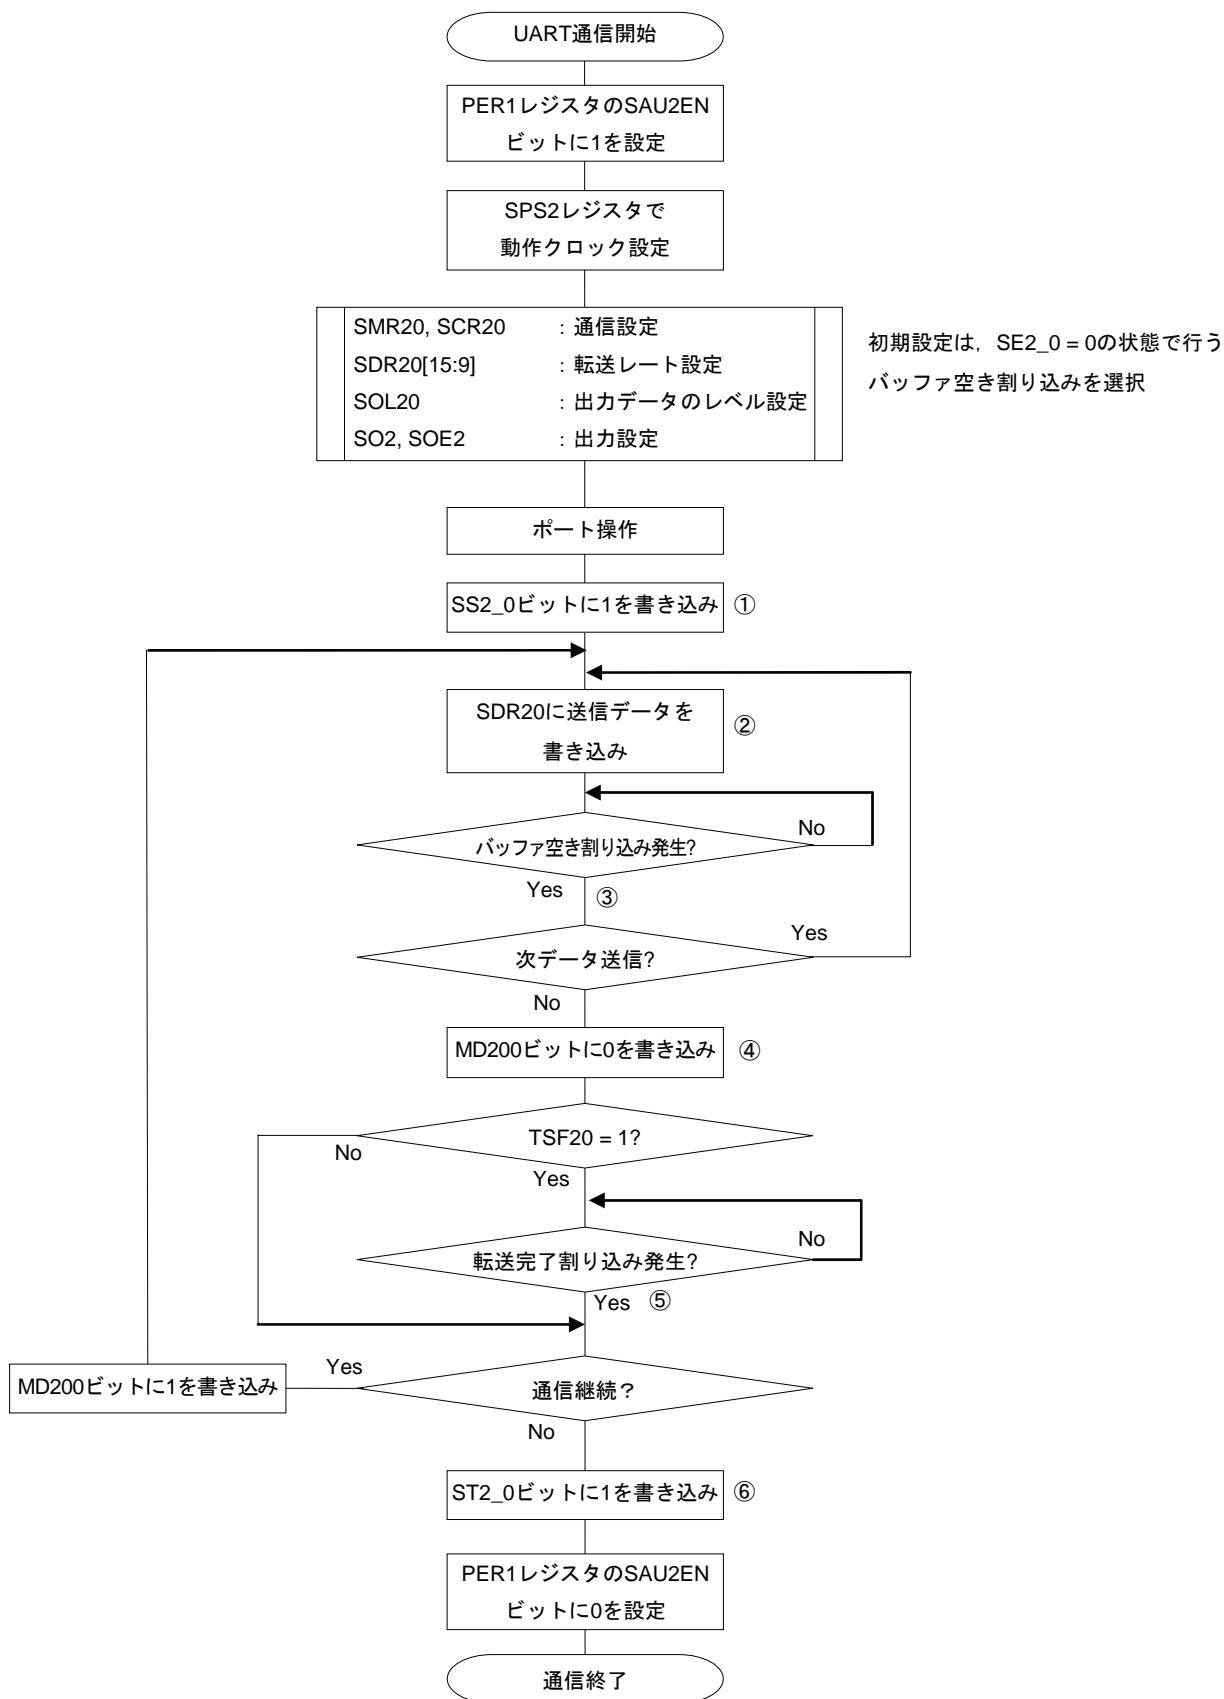 UART通信開始
PER1レジスタのSAU2EN
ビットに1を設定
SPS2レジスタで
動作クロック設定
SMR20, SCR20 : 通信設定
SDR20[15:9] : 転送レート設定
SOL20 : 出力データのレベル設定
SO2, SOE2 : 出力設定
初期設定は，SE2_0 = 0の状態で行う
バッファ空き割り込みを選択
ポート操作
SS2_0ビットに1を書き込み ①
SDR20に送信データを
書き込み
②
No
バッファ空き割り込み発生?
Yes ③
Yes
次データ送信?
No
MD200ビットに0を書き込み ④
TSF20 = 1?
No
Yes
No
転送完了割り込み発生?
Yes ⑤
Yes
MD200ビットに1を書き込み
通信継続？
No
ST2_0ビットに1を書き込み ⑥
PER1レジスタのSAU2EN
ビットに0を設定
通信終了